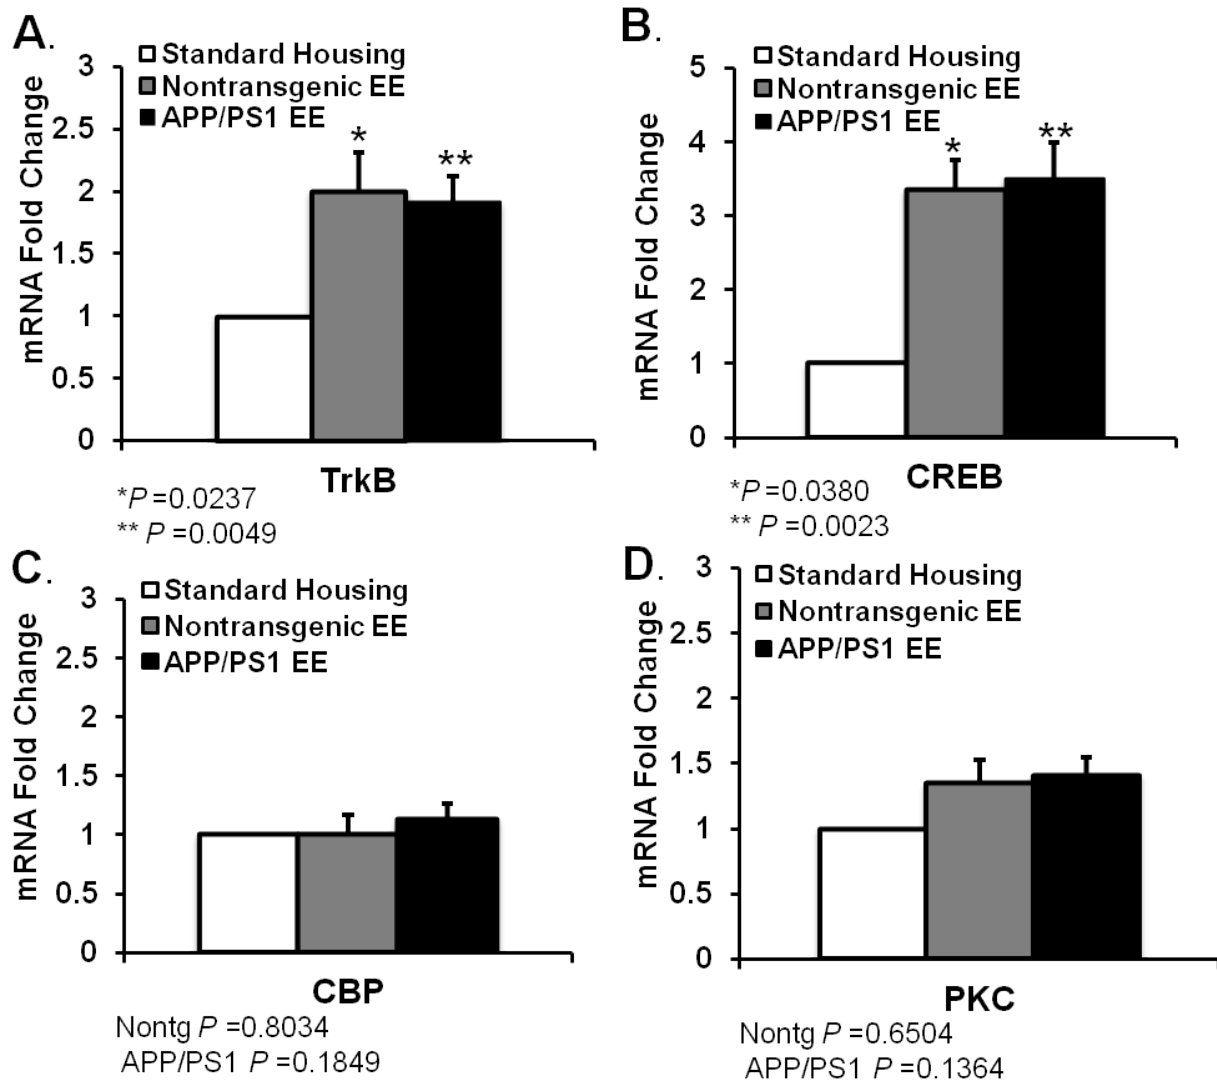 A.
Standard Housing
Nontransgenic EE
APP/PS1 EE
mRNA Fold Change
3
2.5
2
1.5
1
0.5
0
*
**
TrkB
*P =0.0237
** P =0.0049
B.
Standard Housing
Nontransgenic EE
APP/PS1 EE
mRNA Fold Change
5
4
3
2
1
0
*
**
CREB
*P =0.0380
** P =0.0023
C.
Standard Housing
Nontransgenic EE
APP/PS1 EE
mRNA Fold Change
3
2.5
2
1.5
1
0.5
0
CBP
Nontg P =0.8034
APP/PS1 P =0.1849
D.
Standard Housing
Nontransgenic EE
APP/PS1 EE
mRNA Fold Change
3
2.5
2
1.5
1
0.5
0
PKC
Nontg P =0.6504
APP/PS1 P =0.1364